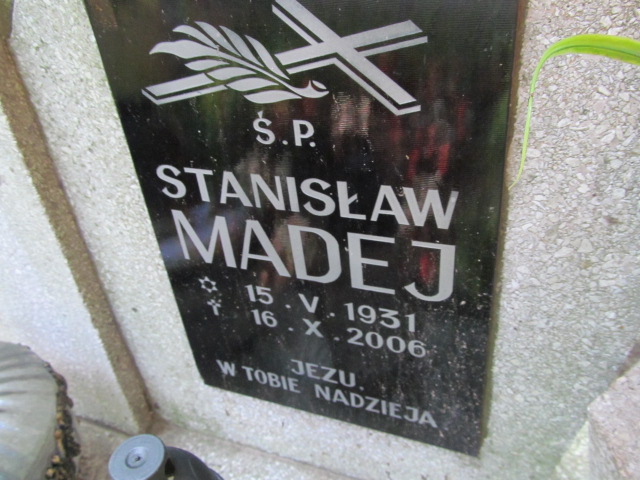 Ś.P.
STANISŁAW
MADEJ
15.V.1931
16.X.2006
JEZU
W TOBIE NADZIEJA